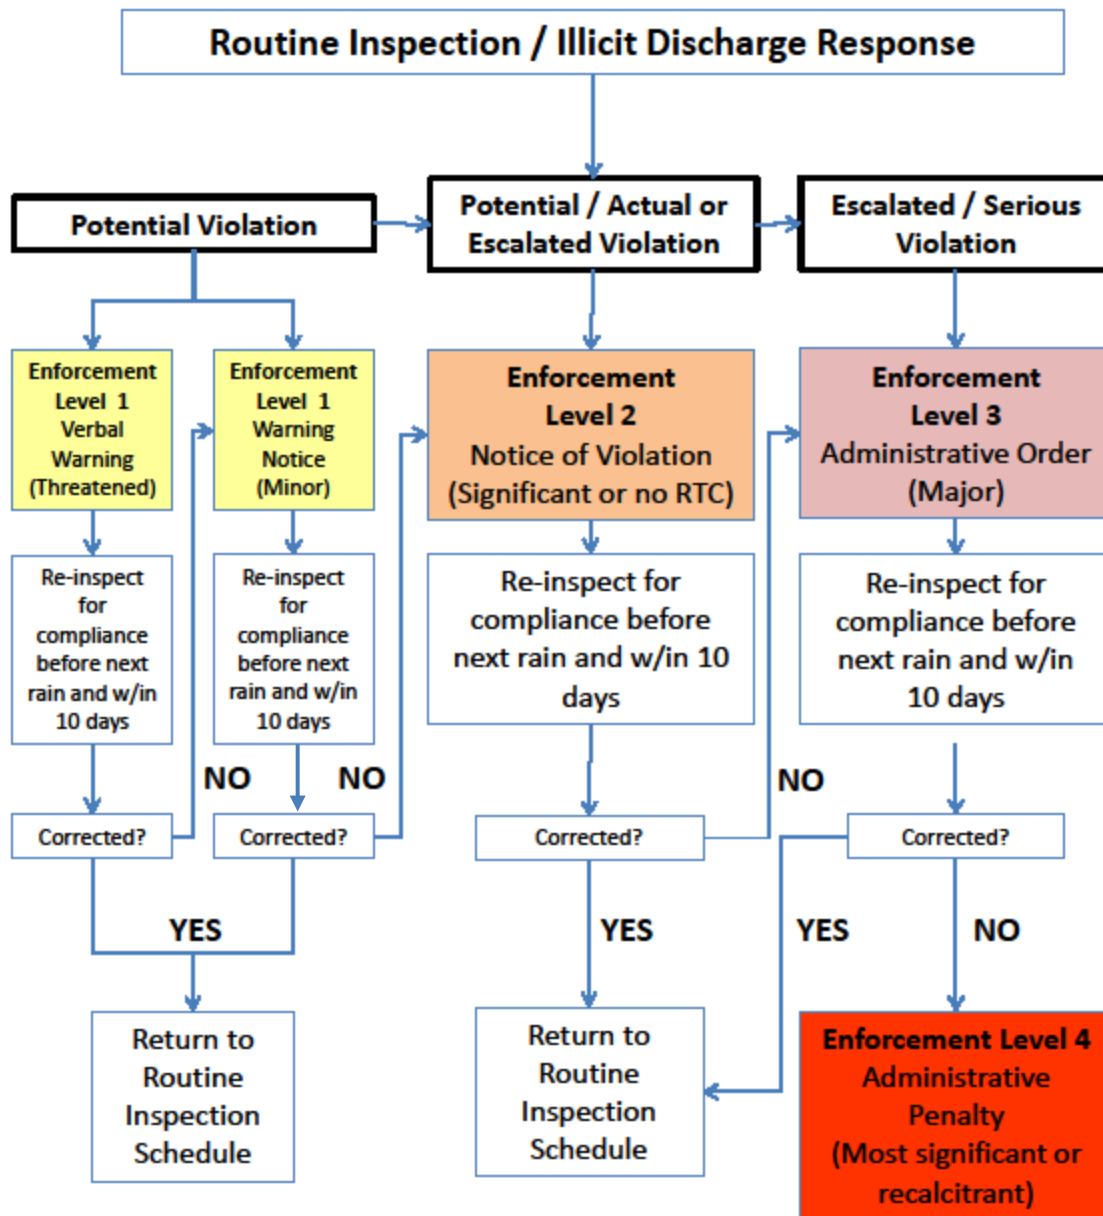 Routine Inspection / Illicit Discharge Response
Potential Violation
Potential / Actual or
Escalated Violation
Escalated / Serious
Violation
Enforcement
Level 1
Verbal
Warning
(Threatened)
Enforcement
Level 1
Warning
Notice
(Minor)
Enforcement
Level 2
Notice of Violation
(Significant or no RTC)
Enforcement
Level 3
Administrative Order
(Major)
Re-inspect
for
compliance
before next
rain and w/in
10 days
Re-inspect
for
compliance
before next
rain and w/in
10 days
Re-inspect for
compliance before
next rain and w/in 10
days
Re-inspect for
compliance before
next rain and w/in
10 days
NO
NO
NO
Corrected?
Corrected?
Corrected?
Corrected?
YES
YES
YES
NO
Return to
Routine
Inspection
Schedule
Return to
Routine
Inspection
Schedule
Enforcement Level 4
Administrative
Penalty
(Most significant or
recalcitrant)